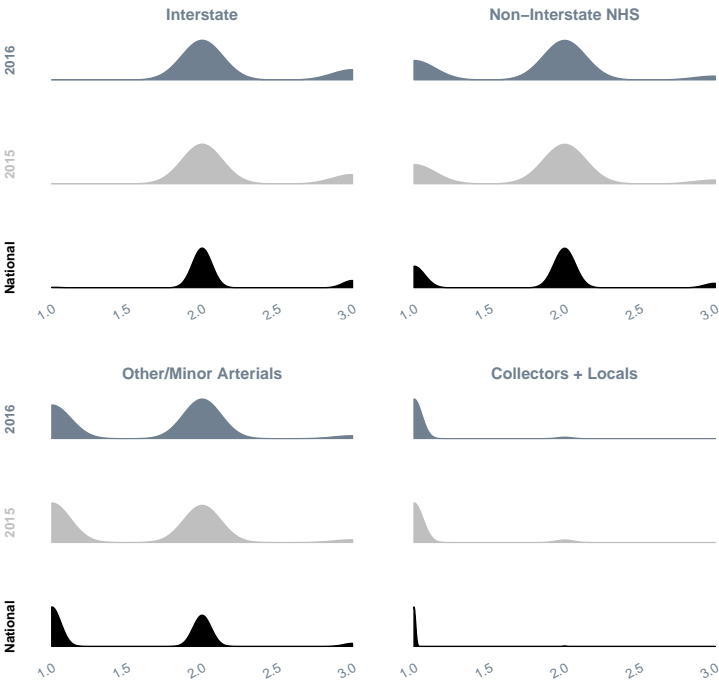 Interstate
Non−Interstate NHS
2016
2015
National
1.0 1.5 2.0 2.5 3.0
1.0 1.5 2.0 2.5 3.0
Other/Minor Arterials
Collectors + Locals
2016
2015
National
1.0 1.5 2.0 2.5 3.0
1.0 1.5 2.0 2.5 3.0